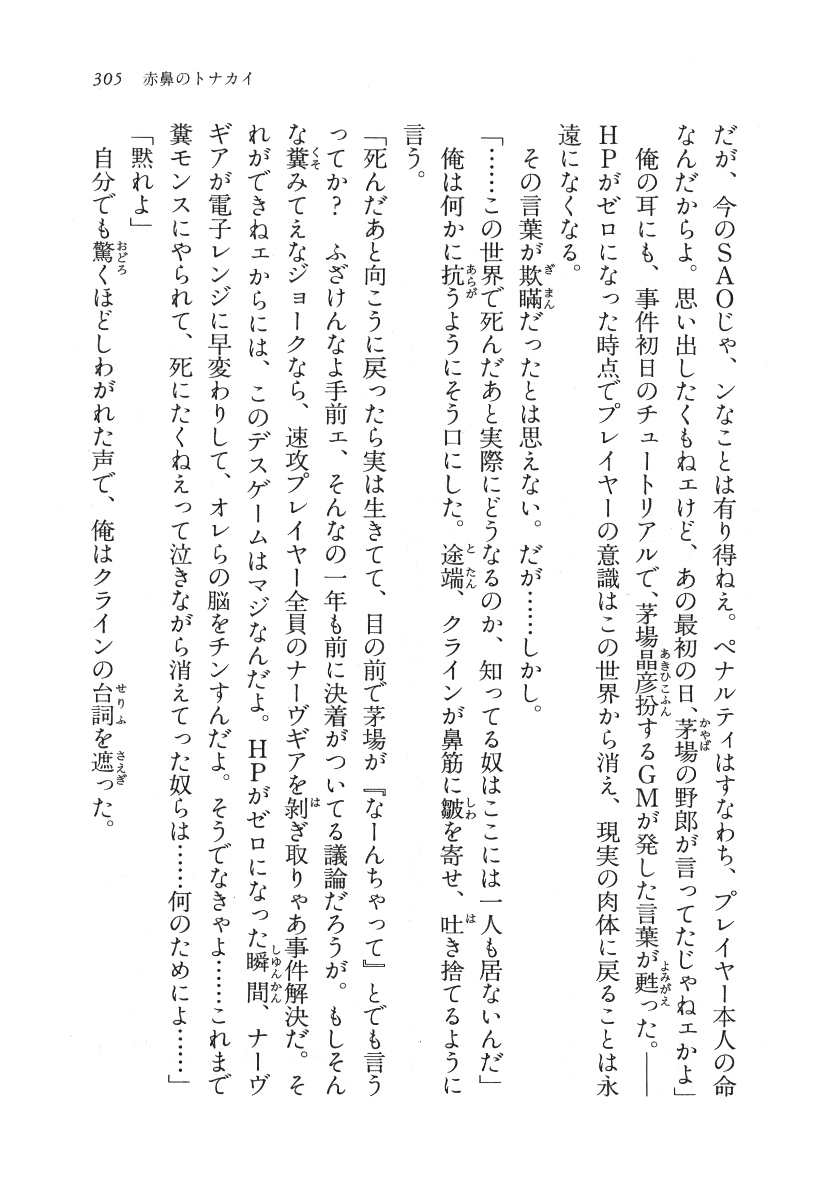 305　赤鼻のトナカイ
だが、今のSAOじゃ、ンなことは有り得ねえ。ペナルティはすなわち、プレイヤー本人の命
なんだからよ。思い出したくもねェけど、あの最初の日、茅場の野郎が言ってたじゃねェかよ」
　俺の耳にも、事件初日のチュートリアルで、茅場晶彦扮するGMが発した言葉が甦った。――
HPがゼロになった時点でプレイヤーの意識はこの世界から消え、現実の肉体に戻ることは永
遠になくなる。
　その言葉が欺瞞だったとは思えない。だが……しかし。
「……この世界で死んだあと実際にどうなるのか、知ってる奴はここには一人も居ないんだ」
　俺は何かに抗うようにそう口にした。途端、クラインが鼻筋に皺を寄せ、吐き捨てるように
言う。
「死んだあと向こうに戻ったら実は生きてて、目の前で茅場が『なーんちゃって』とでも言う
ってか？　ふざけんなよ手前ェ、そんなの一年も前に決着がついてる議論だろうが。もしそん
な糞みてえなジョークなら、速攻プレイヤー全員のナーヴギアを剝ぎ取りゃあ事件解決だ。そ
れができねェからには、このデスゲームはマジなんだよ。HPがゼロになった瞬間、ナーヴ
ギアが電子レンジに早変わりして、オレらの脳をチンすんだよ。そうでなきゃよ……これまで
糞モンスにやられて、死にたくねえって泣きながら消えてった奴らは……何のためによ……」
「黙れよ」
　自分でも驚くほどしわがれた声で、俺はクラインの台詞を遮った。